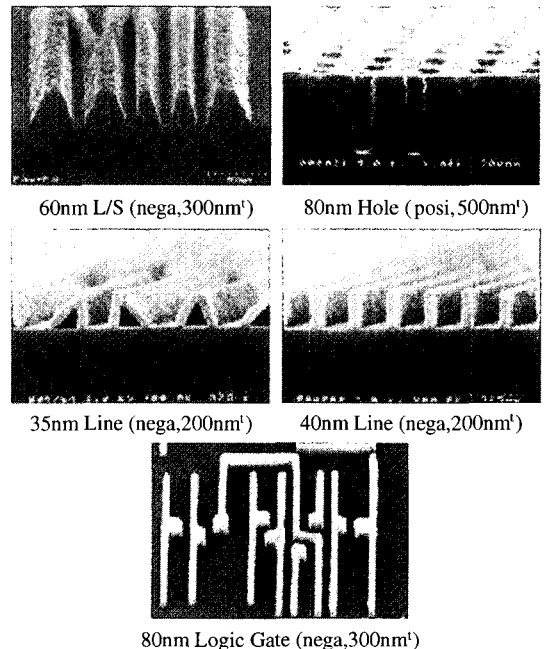 60nm L/S (nega,300nmᵗ)
80nm Hole (posi,500nmᵗ)
35nm Line (nega,200nmᵗ)
40nm Line (nega,200nmᵗ)
80nm Logic Gate (nega,300nmᵗ)